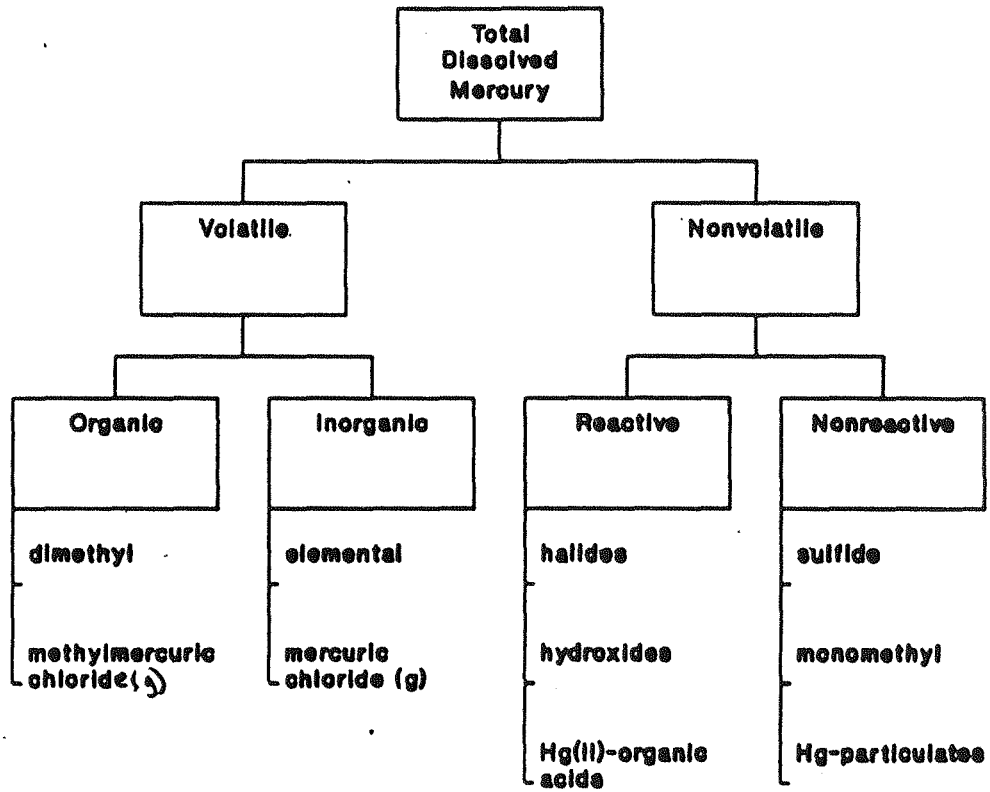 Total
Dissolved
Mercury
Volatile
Nonvolatile
Organic
Inorganic
Reactive
Nonreactive
dimethyl
elemental
halides
sulfide
methylmercuric
chloride(g)
mercuric
chloride (g)
hydroxides
monomethyl
Hg(II)-organic
acids
Hg-particulates